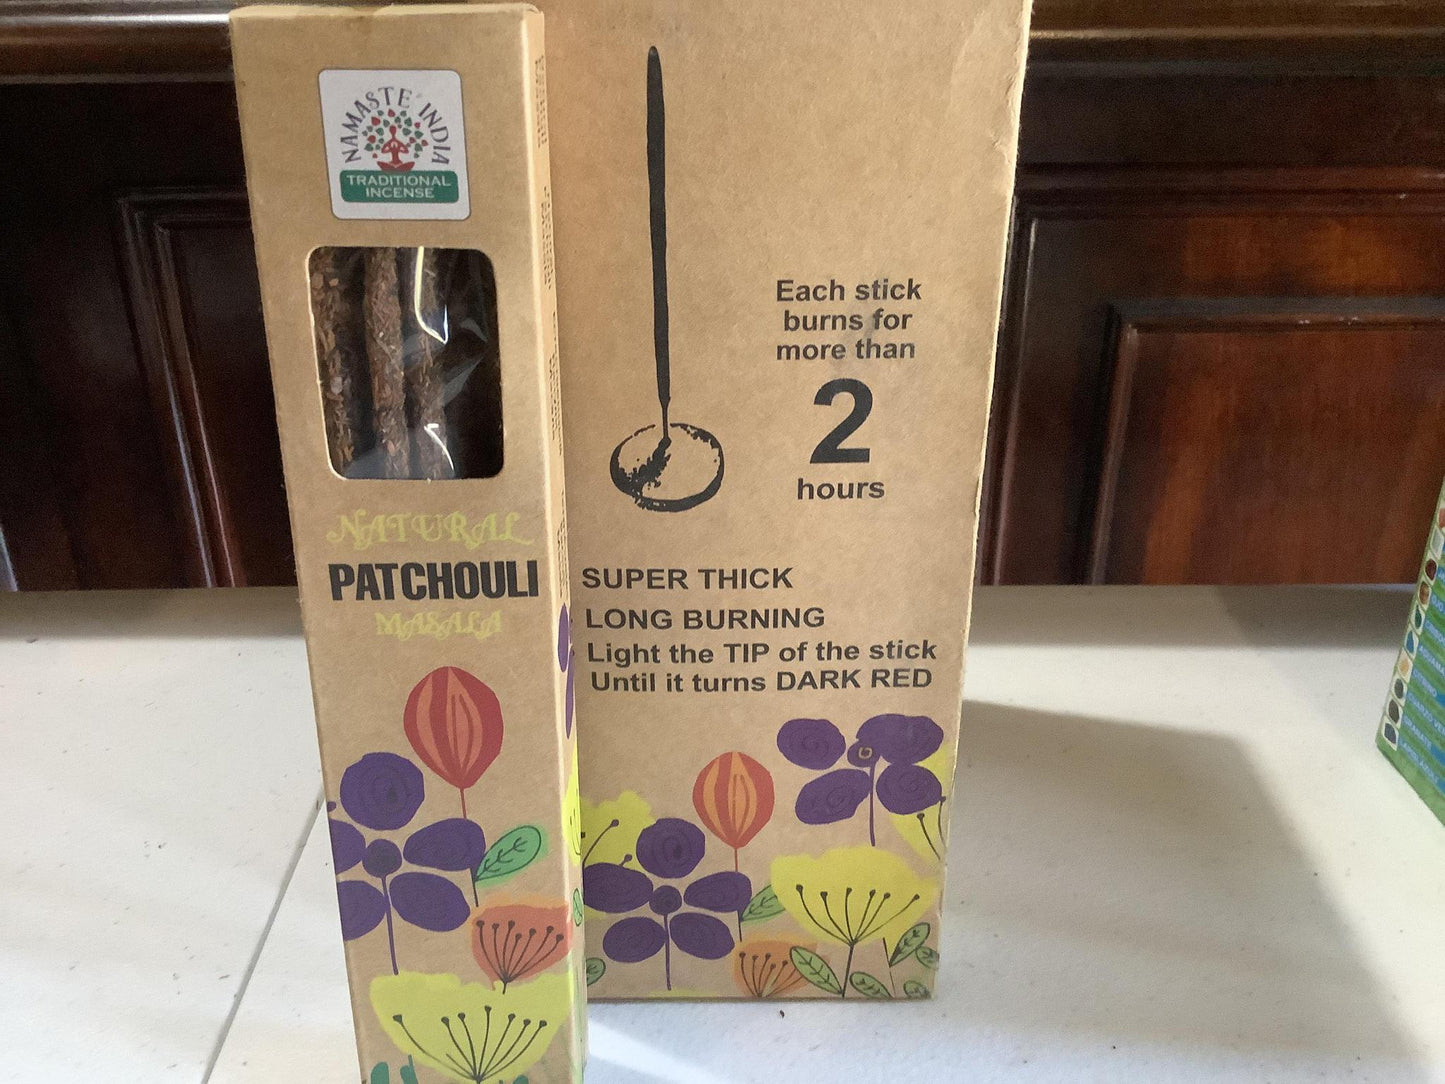 NAMASTE INDIA
TRADITIONAL
INCENSE
NATURAL
PATCHOULI
MASALA
Each stick
burns for
more than
2
hours
SUPER THICK
LONG BURNING
Light the TIP of the stick
Until it turns DARK RED